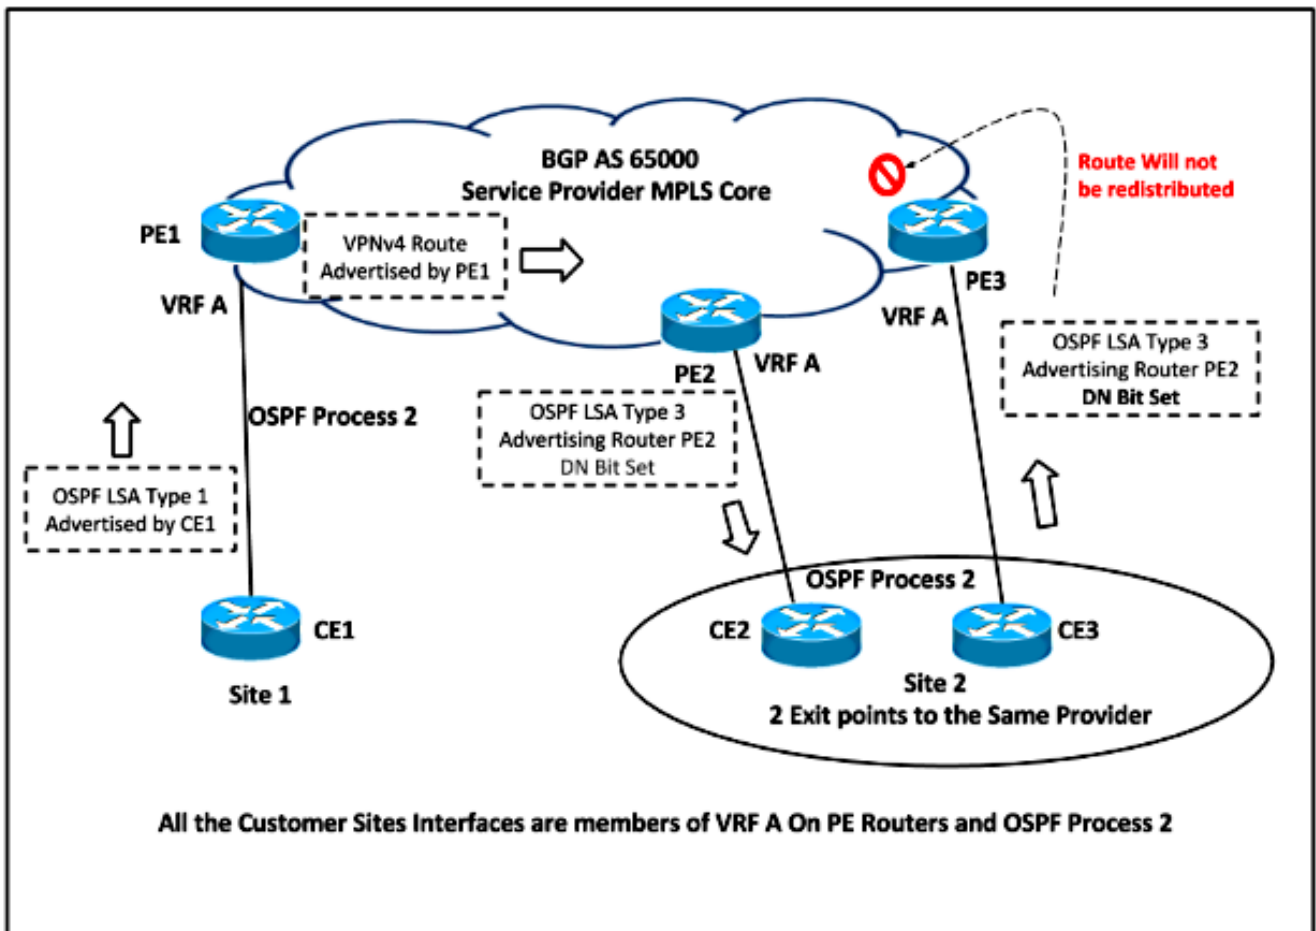 BGP AS 65000
Service Provider MPLS Core
Route Will not
be redistributed
PE1
VPNv4 Route
Advertised by PE1
PE3
VRF A
VRF A
PE2
VRF A
OSPF LSA Type 3
Advertising Router PE2
DN Bit Set
OSPF Process 2
OSPF LSA Type 3
Advertising Router PE2
DN Bit Set
OSPF LSA Type 1
Advertised by CE1
OSPF Process 2
CE1
CE2
CE3
Site 1
Site 2
2 Exit points to the Same Provider
All the Customer Sites Interfaces are members of VRF A On PE Routers and OSPF Process 2